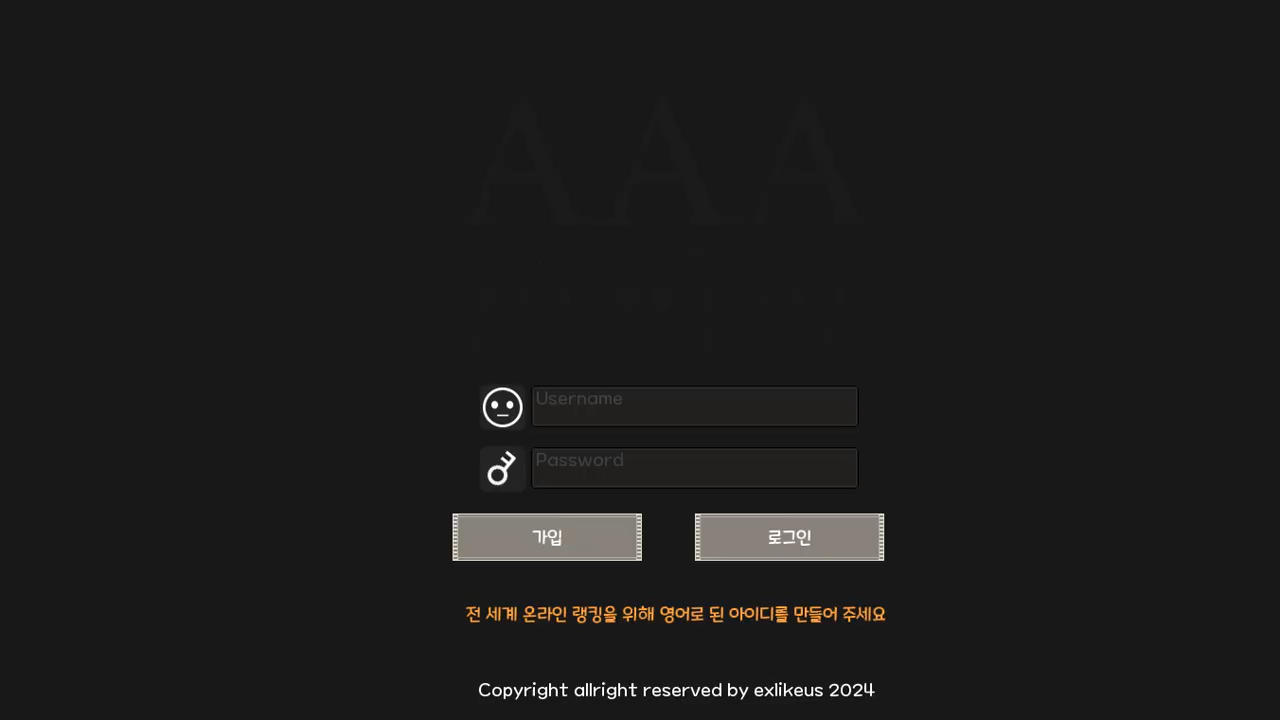 AAA
Username
Password
가입
로그인
전 세계 온라인 랭킹을 위해 영어로 된 아이디를 만들어 주세요
Copyright allright reserved by exlikeus 2024